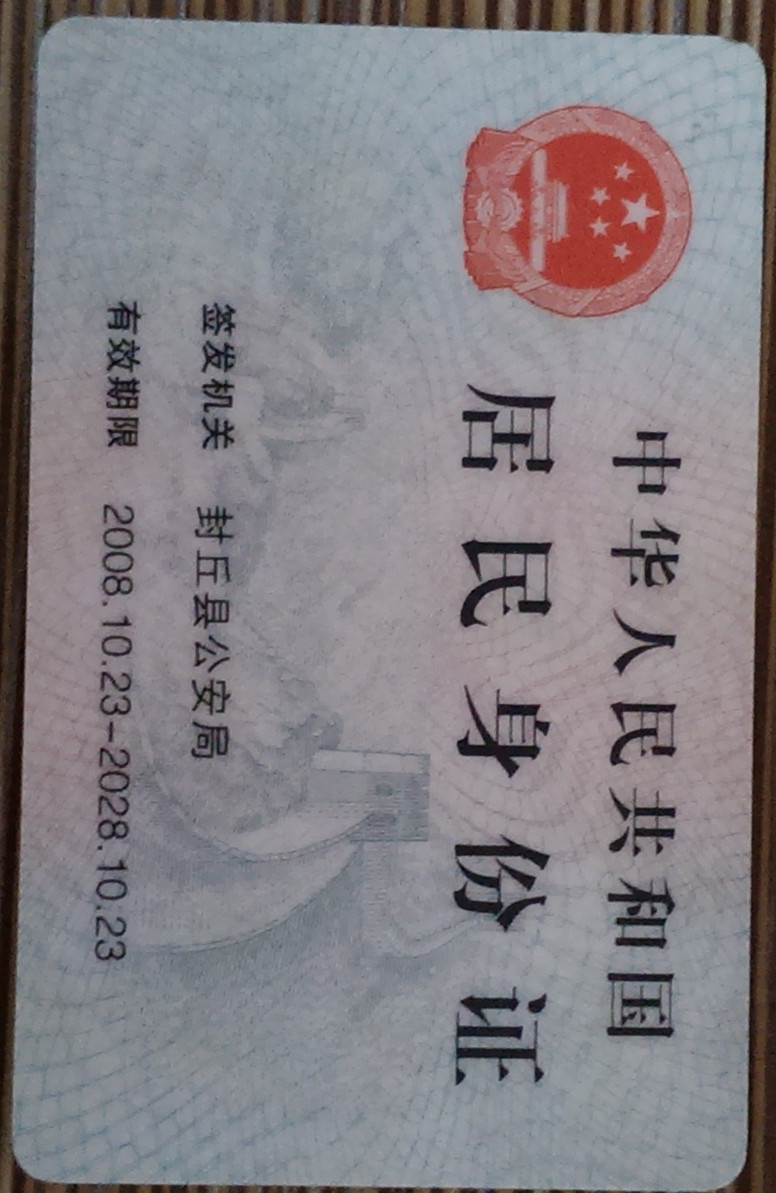 中华人民共和国
居民身份证
签发机关 封丘县公安局
有效期限 2008.10.23-2028.10.23